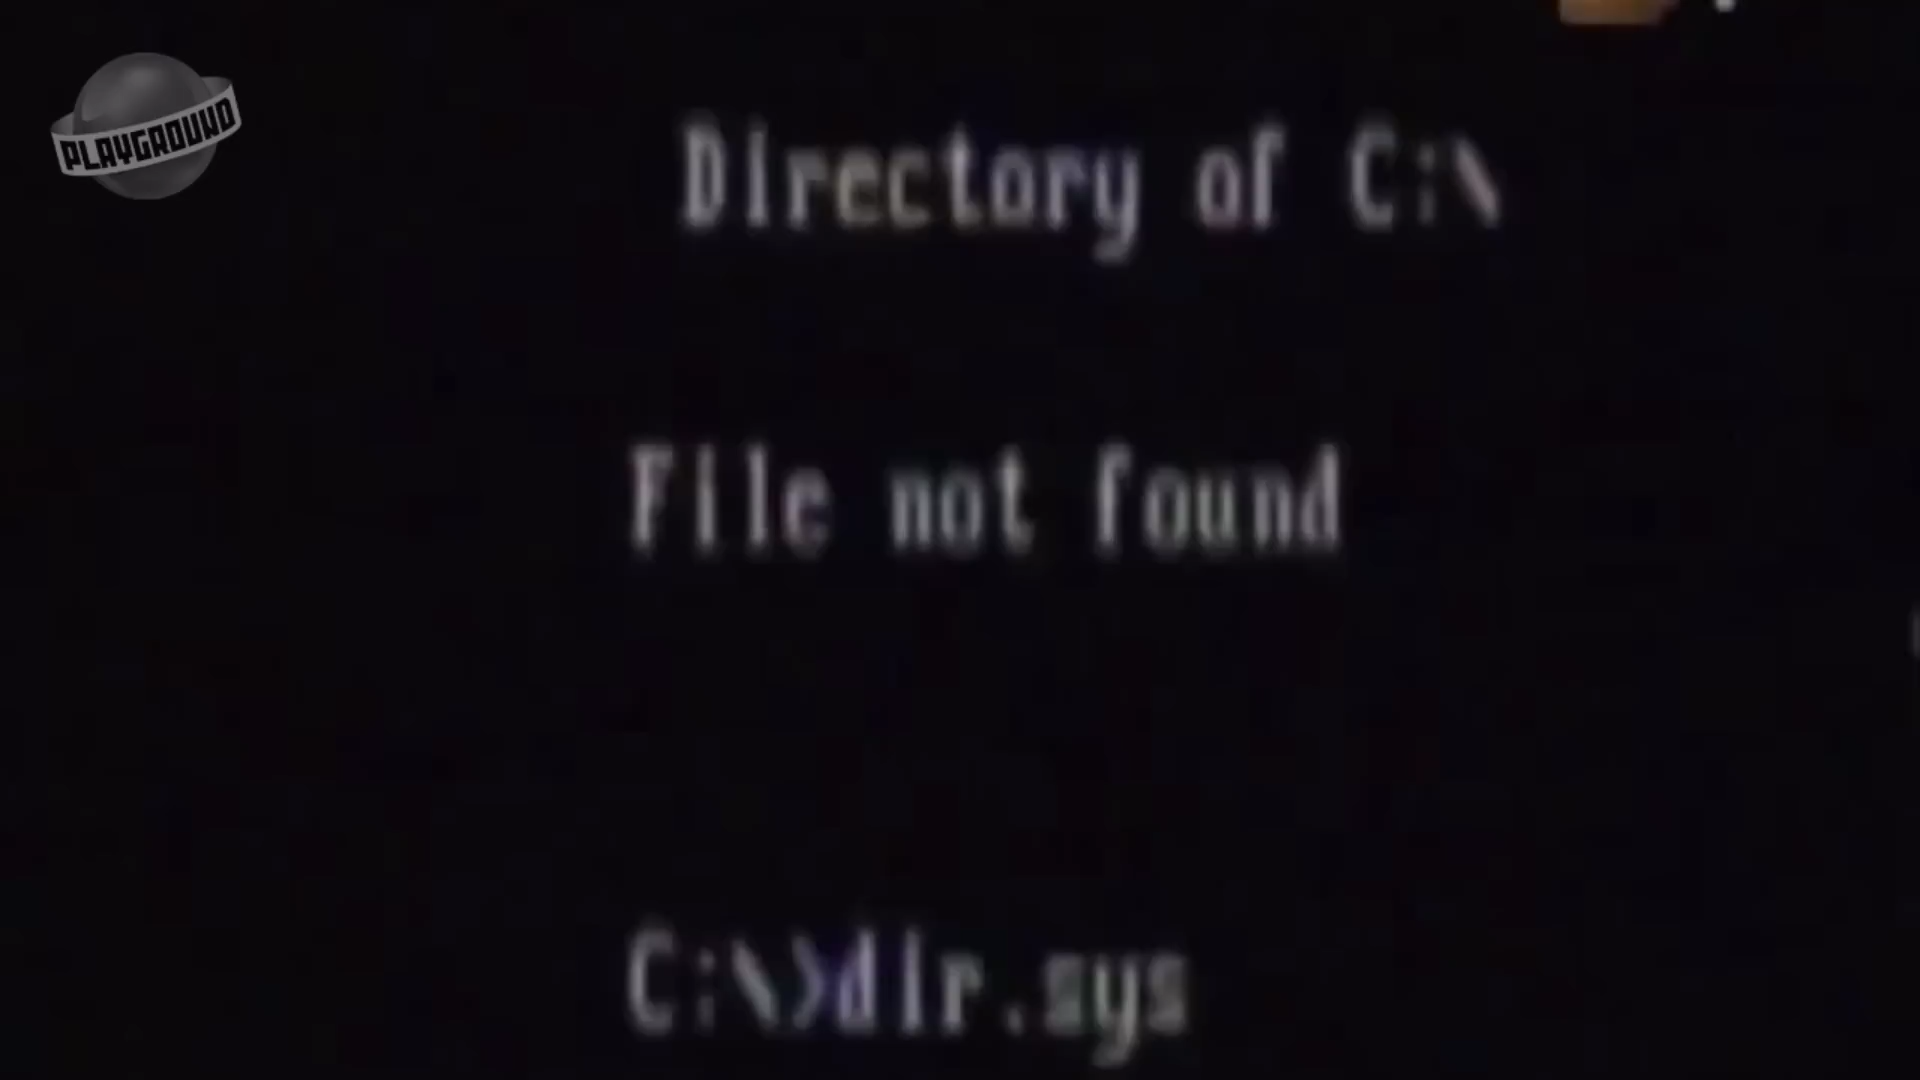 PLAYGROUND
Directory of C:\
File not found
C:\>dir.sys